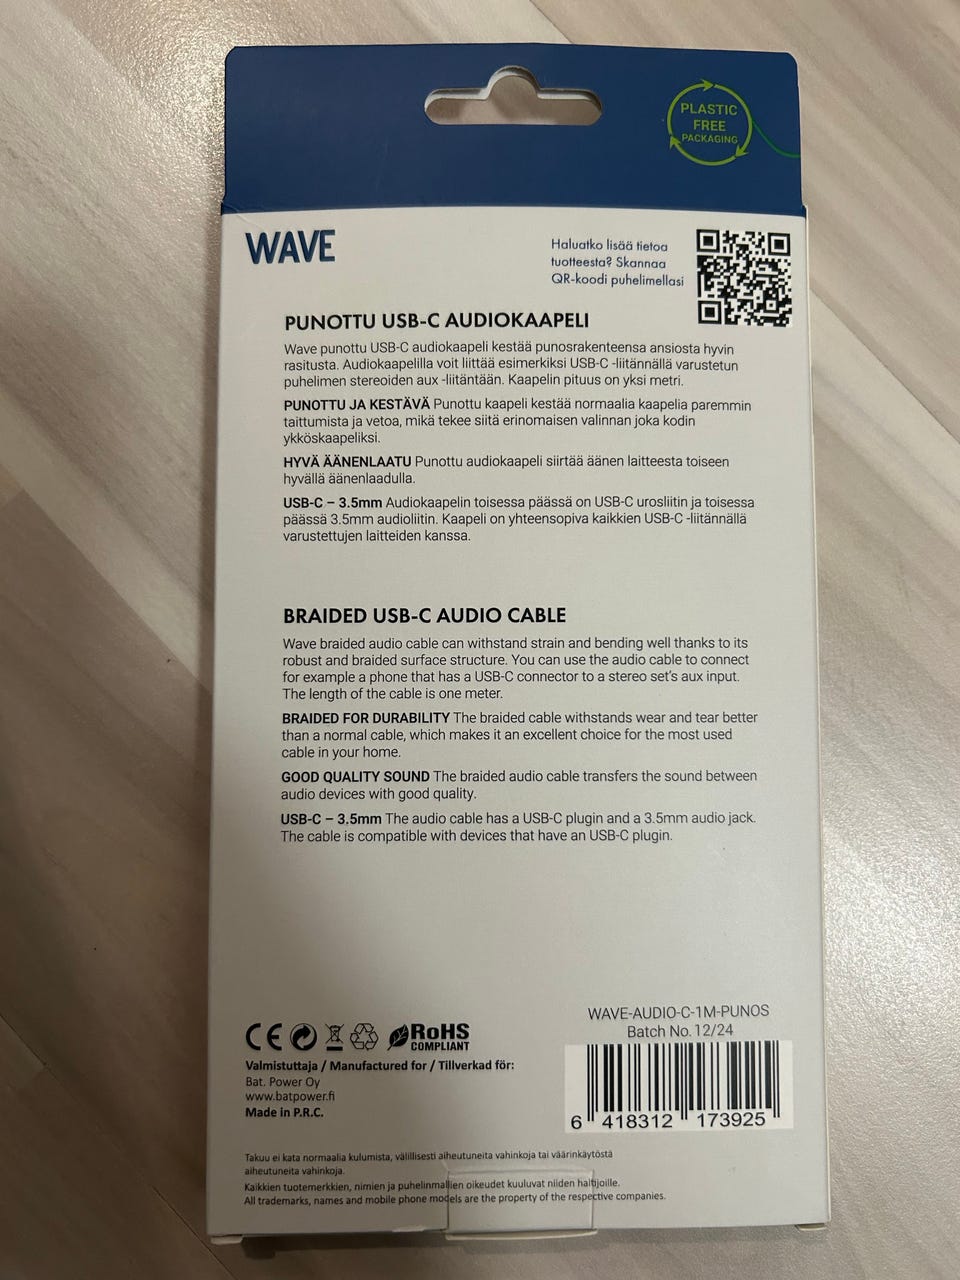 PLASTIC
FREE
PACKAGING
WAVE
Haluatko lisää tietoa
tuotteesta? Skannaa
QR-koodi puhelimellasi
PUNOTTU USB-C AUDIOKAAPELI
Wave punottu USB-C audiokaapeli kestää punosrakenteensa ansiosta hyvin
rasitusta. Audiokaapelilla voit liittää esimerkiksi USB-C -liitännällä varustetun
puhelimen stereoiden aux -liitäntään. Kaapelin pituus on yksi metri.
PUNOTTU JA KESTÄVÄ Punottu kaapeli kestää normaalia kaapelia paremmin
taittumista ja vetoa, mikä tekee siitä erinomaisen valinnan joka kodin
ykköskaapeliksi.
HYVÄ ÄÄNENLAATU Punottu audiokaapeli siirtää äänen laitteesta toiseen
hyvällä äänenlaadulla.
USB-C – 3.5mm Audiokaapelin toisessa päässä on USB-C urosliitin ja toisessa
päässä 3.5mm audioliitin. Kaapeli on yhteensopiva kaikkien USB-C -liitännällä
varustettujen laitteiden kanssa.
BRAIDED USB-C AUDIO CABLE
Wave braided audio cable can withstand strain and bending well thanks to its
robust and braided surface structure. You can use the audio cable to connect
for example a phone that has a USB-C connector to a stereo set's aux input.
The length of the cable is one meter.
BRAIDED FOR DURABILITY The braided cable withstands wear and tear better
than a normal cable, which makes it an excellent choice for the most used
cable in your home.
GOOD QUALITY SOUND The braided audio cable transfers the sound between
audio devices with good quality.
USB-C – 3.5mm The audio cable has a USB-C plugin and a 3.5mm audio jack.
The cable is compatible with devices that have an USB-C plugin.
WAVE-AUDIO-C-1M-PUNOS
Batch No. 12/24
CE RoHS
COMPLIANT
Valmistuttaja / Manufactured for / Tillverkad för:
Bat. Power Oy
www.batpower.fi
Made in P.R.C.
6 418312 173925
Takuu ei kata normaalia kulumista, välillisesti aiheutuneita vahinkoja tai väärinkäytöstä
aiheutuneita vahinkoja.
Kaikkien tuotemerkkien, nimien ja puhelinmallien oikeudet kuuluvat niiden haltijoille.
All trademarks, names and mobile phone models are the property of the respective companies.